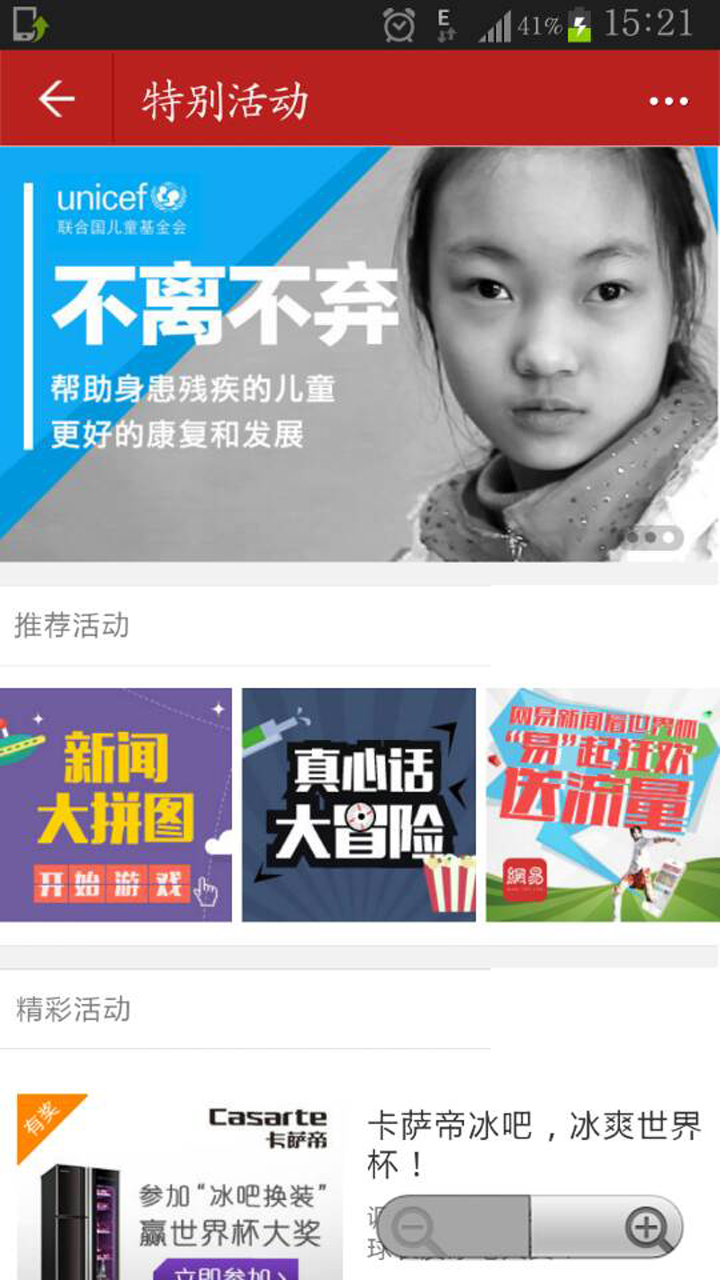 E
41%
15:21
特别活动
unicef
联合国儿童基金会
不离不弃
帮助身患残疾的儿童
更好的康复和发展
推荐活动
新闻
大拼图
开始游戏
真心话
大冒险
网易新闻看世界杯
“易”起狂欢
送流量
網易
精彩活动
有奖
Casarte
卡萨帝
参加“冰吧换装”
赢世界杯大奖
立即参加>
卡萨帝冰吧，冰爽世界
杯！